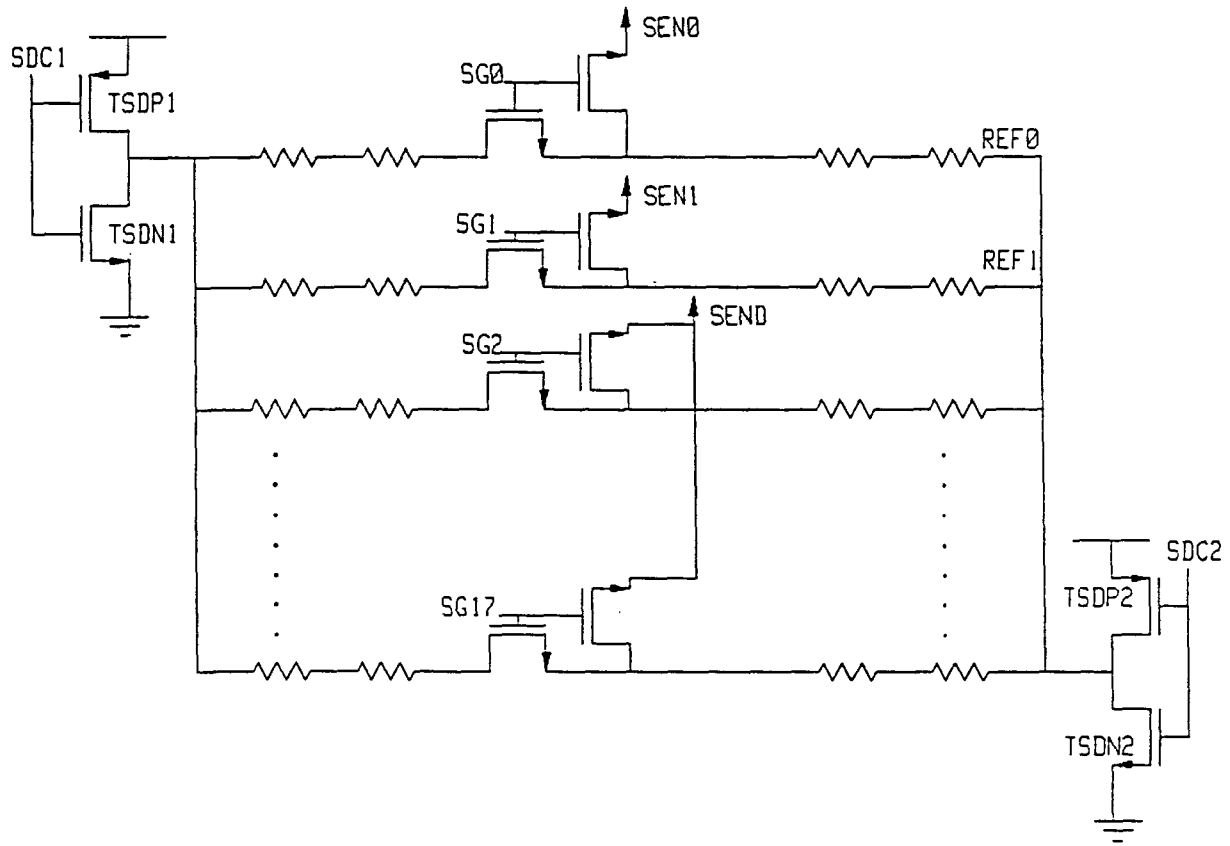 SEN0
SDC1
SG0
TSDP1
REF0
SEN1
SG1
TSDN1
REF1
SEND
SG2
SDC2
TSDP2
SG17
TSDN2